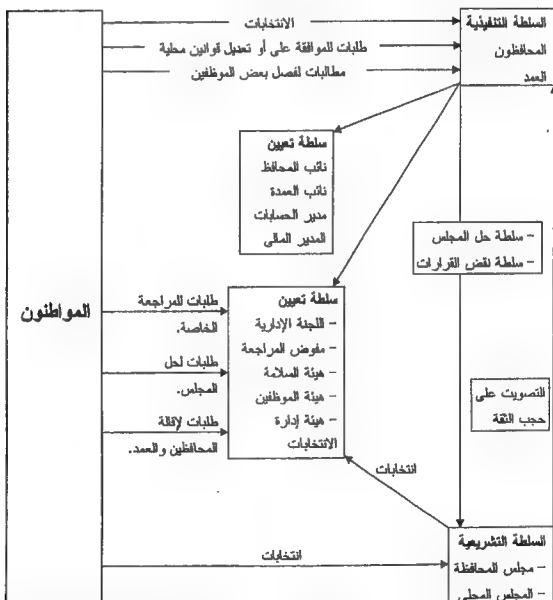 الانتخابات
طلبات للموافقة على أو تعديل قوانين محلية
مطالبات لفصل بعض الموظفين
السلطة التنفيذية
المحافظون
العمد
سلطة تعيين
نائب المحافظ
نائب العمدة
مدير الحسابات
المدير المالى
– سلطة حل المجلس
– سلطة نقض القرارات
المواطنون
طلبات للمراجعة
الخاصة.
طلبات لحل
المجلس.
طلبات لإقالة
المحافظين والعمد.
سلطة تعيين
– اللجنة الإدارية
– مفوض المراجعة
– هيئة السلامة
– هيئة الموظفين
– هيئة إدارة
الانتخابات
التصويت على
حجب الثقة
انتخابات
انتخابات
السلطة التشريعية
– مجلس المحافظة
– المجلس المحلى